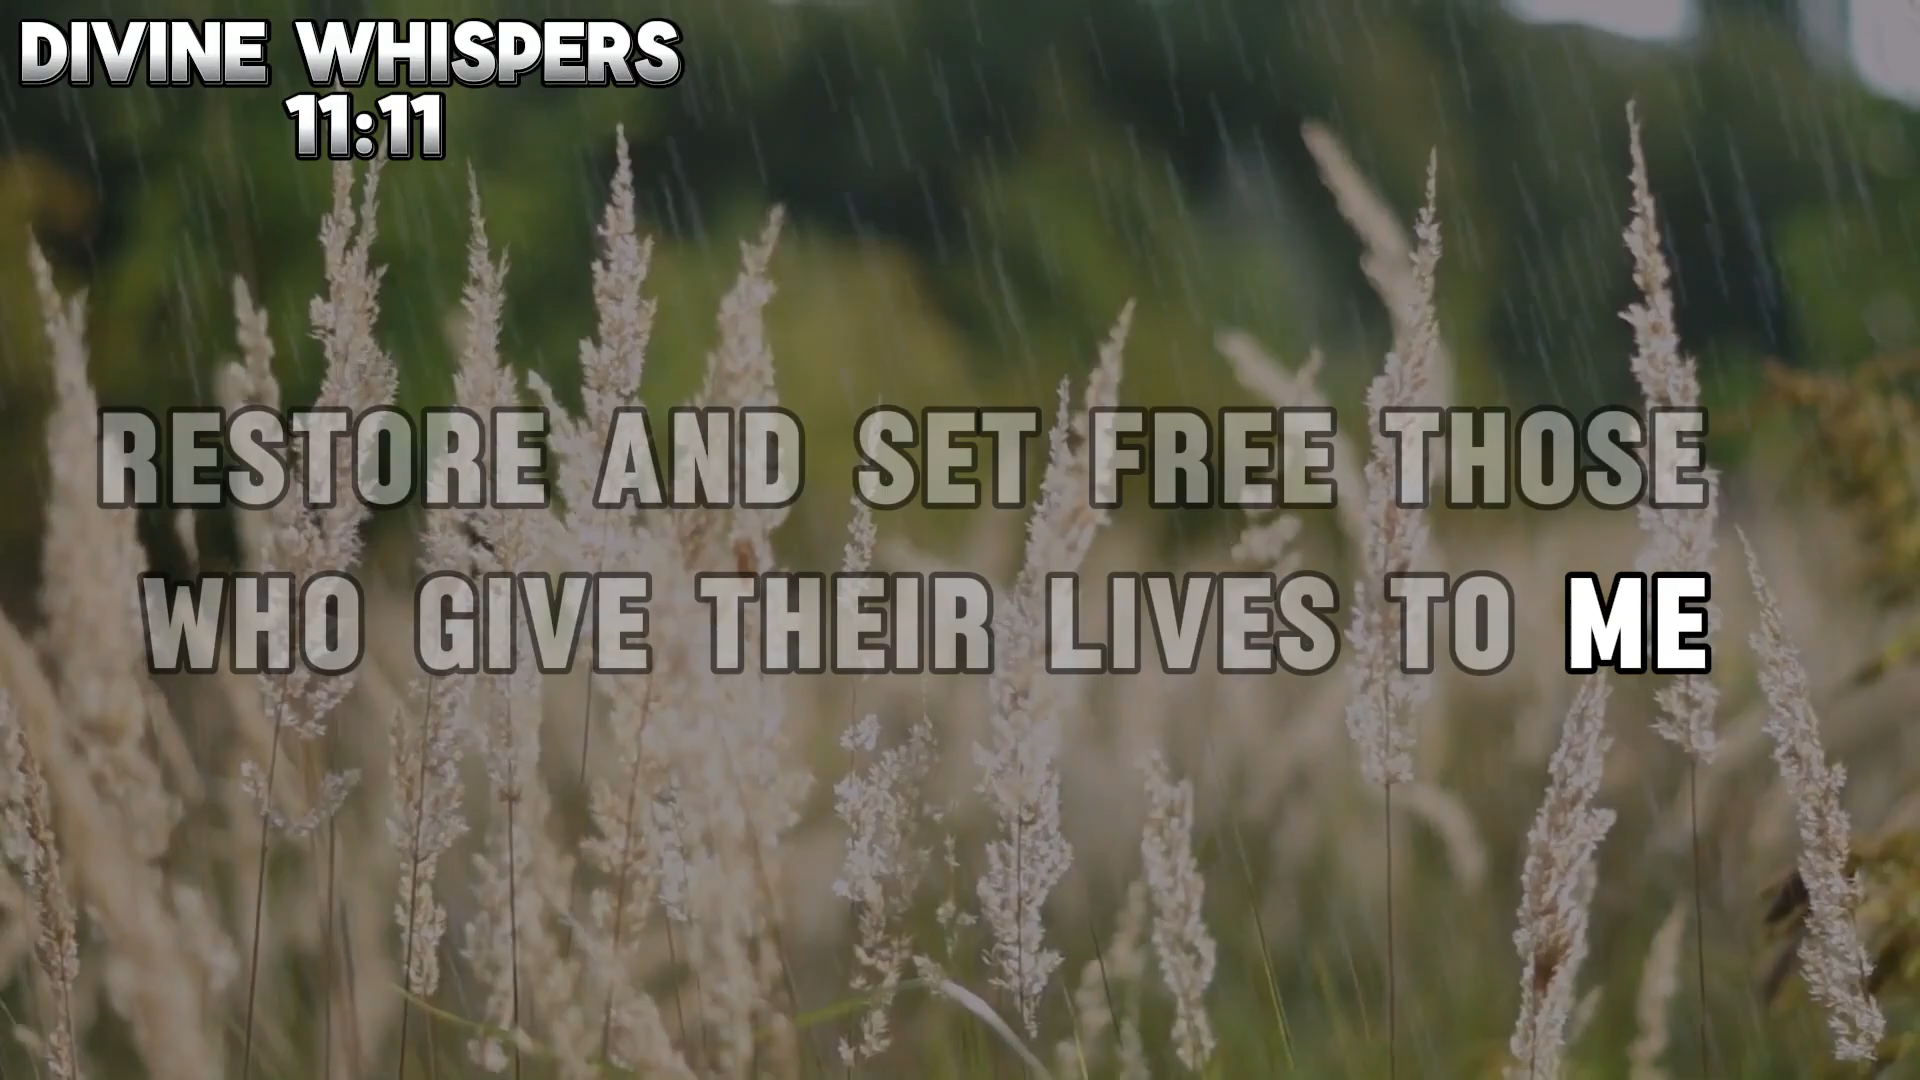 DIVINE WHISPERS
11:11
RESTORE AND SET FREE THOSE
WHO GIVE THEIR LIVES TO ME